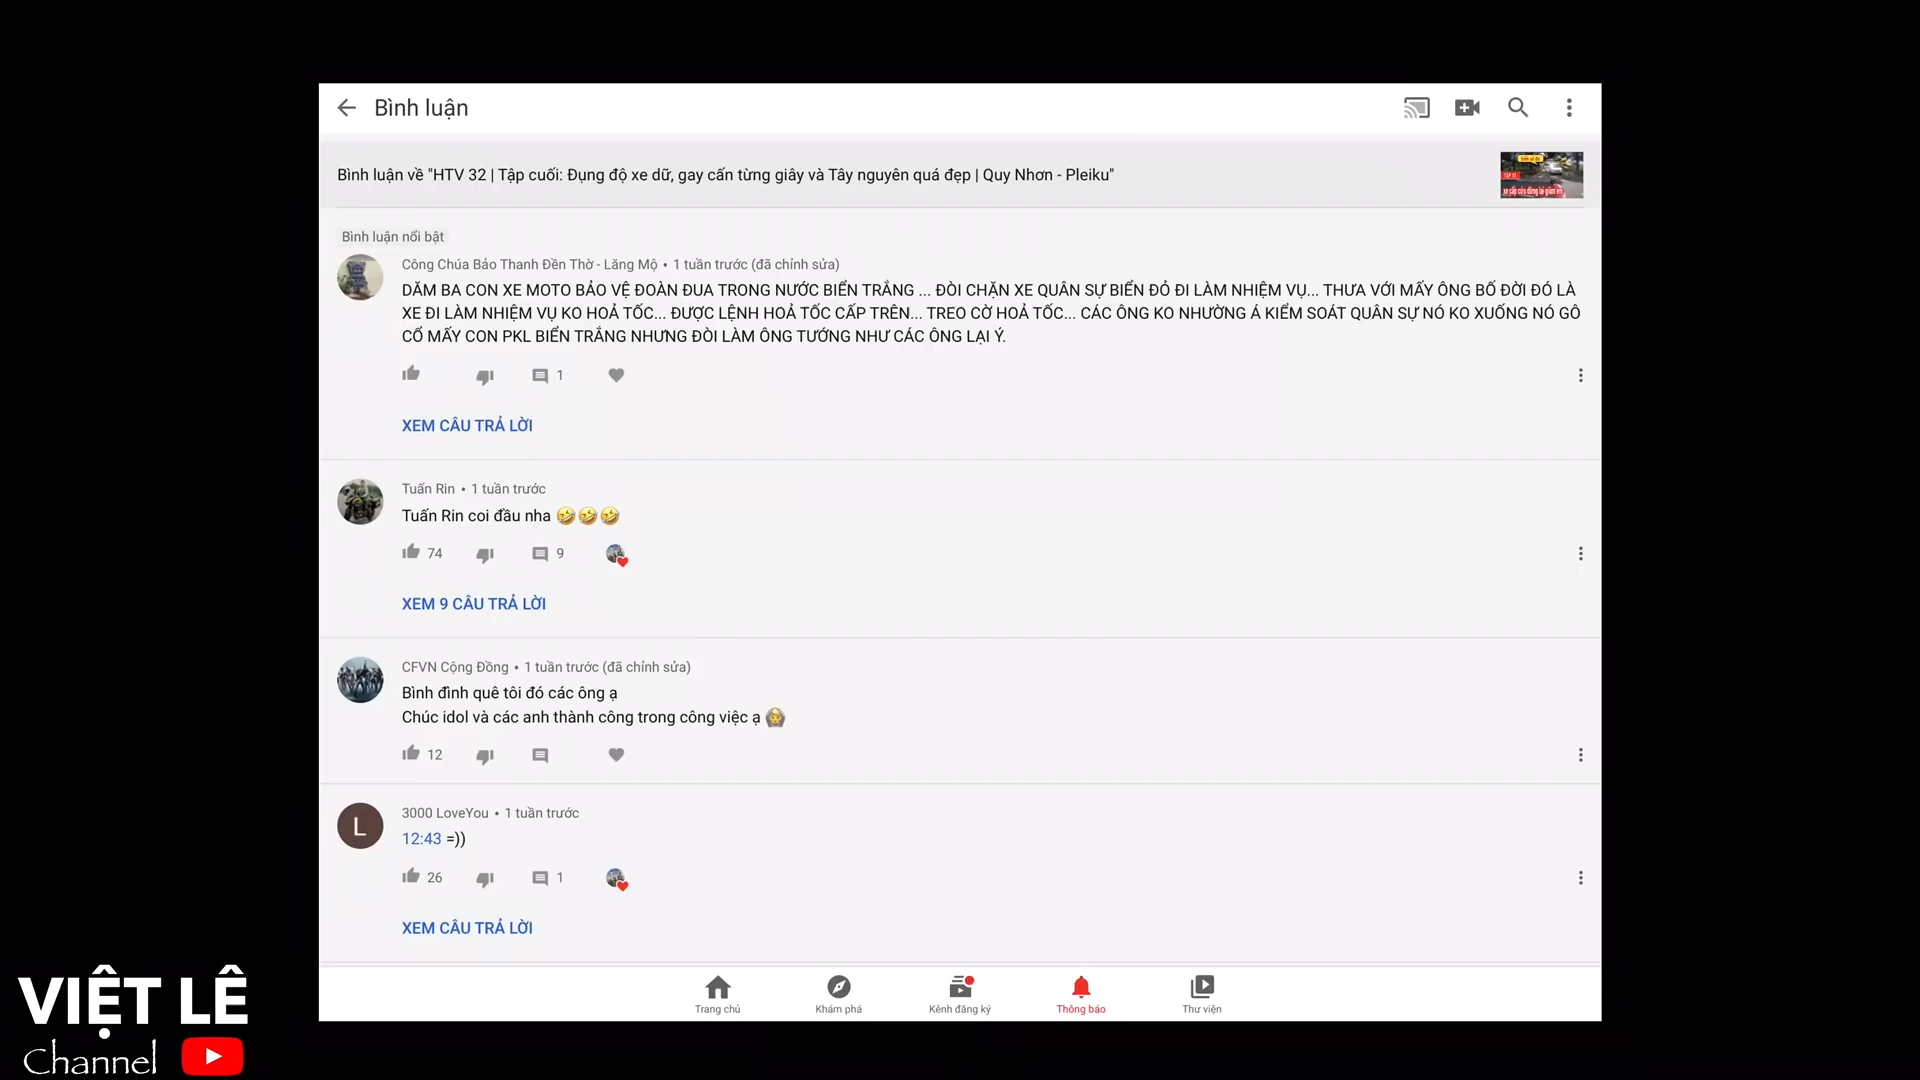 Bình luận
Bình luận về "HTV 32 | Tập cuối: Đụng độ xe dữ, gay cấn từng giây và Tây nguyên quá đẹp | Quy Nhơn - Pleiku"
Bình luận nổi bật
Công Chúa Bảo Thanh Đền Thờ - Lăng Mộ • 1 tuần trước (đã chỉnh sửa)
DĂM BA CON XE MOTO BẢO VỆ ĐOÀN ĐUA TRONG NƯỚC BIỂN TRẮNG ... ĐÒI CHẶN XE QUÂN SỰ BIỂN ĐỎ ĐI LÀM NHIỆM VỤ... THƯA VỚI MẤY ÔNG BỐ ĐỜI ĐÓ LÀ
XE ĐI LÀM NHIỆM VỤ KO HOẢ TỐC... ĐƯỢC LỆNH HOẢ TỐC CẤP TRÊN... TREO CỜ HOẢ TỐC... CÁC ÔNG KO NHƯỜNG Á KIỂM SOÁT QUÂN SỰ NÓ KO XUỐNG NÓ GÔ
CỔ MẤY CON PKL BIỂN TRẮNG NHƯNG ĐÒI LÀM ÔNG TƯỚNG NHƯ CÁC ÔNG LẠI Ý.
1
XEM CÂU TRẢ LỜI
Tuấn Rin • 1 tuần trước
Tuấn Rin coi đầu nha 🤣🤣🤣
74 9
XEM 9 CÂU TRẢ LỜI
CFVN Cộng Đồng • 1 tuần trước (đã chỉnh sửa)
Bình đình quê tôi đó các ông ạ
Chúc idol và các anh thành công trong công việc ạ
12
L
3000 LoveYou • 1 tuần trước
12:43 =))
26 1
XEM CÂU TRẢ LỜI
Trang chủ Khám phá Kênh đăng ký Thông báo Thư viện
VIỆT LÊ
Channel